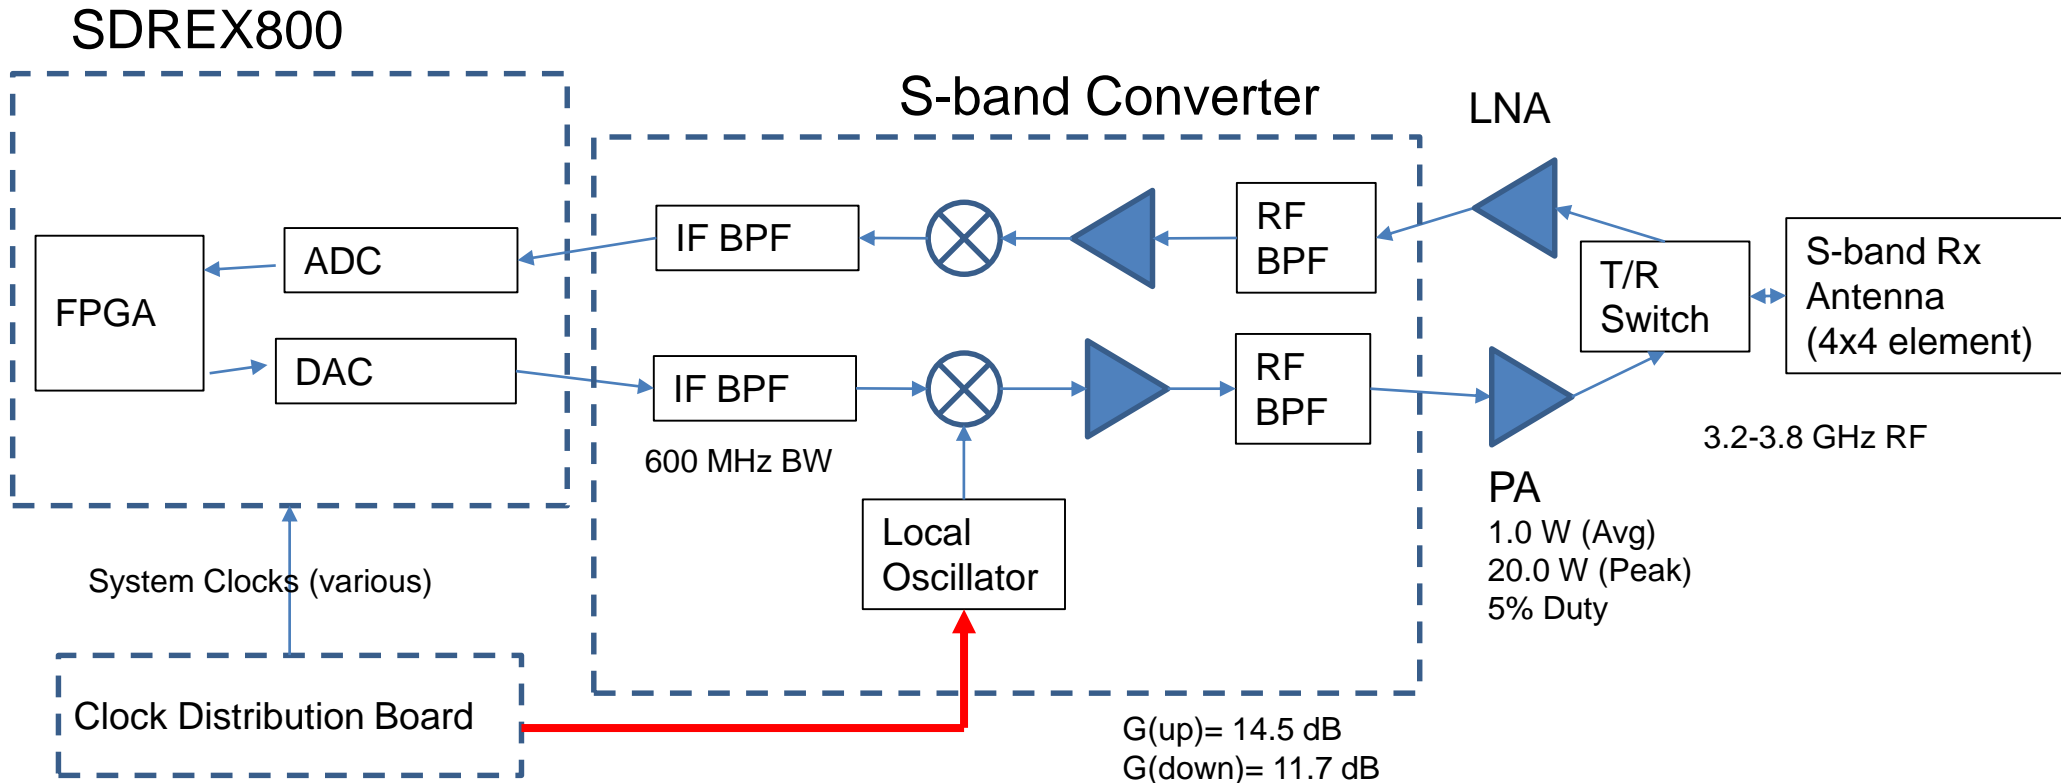 SDREX800
S-band Converter
LNA
FPGA
ADC
DAC
IF BPF
RF
BPF
T/R
Switch
S-band Rx
Antenna
(4x4 element)
IF BPF
600 MHz BW
RF
BPF
3.2-3.8 GHz RF
PA
1.0 W (Avg)
20.0 W (Peak)
5% Duty
Local
Oscillator
System Clocks (various)
Clock Distribution Board
G(up)= 14.5 dB
G(down)= 11.7 dB